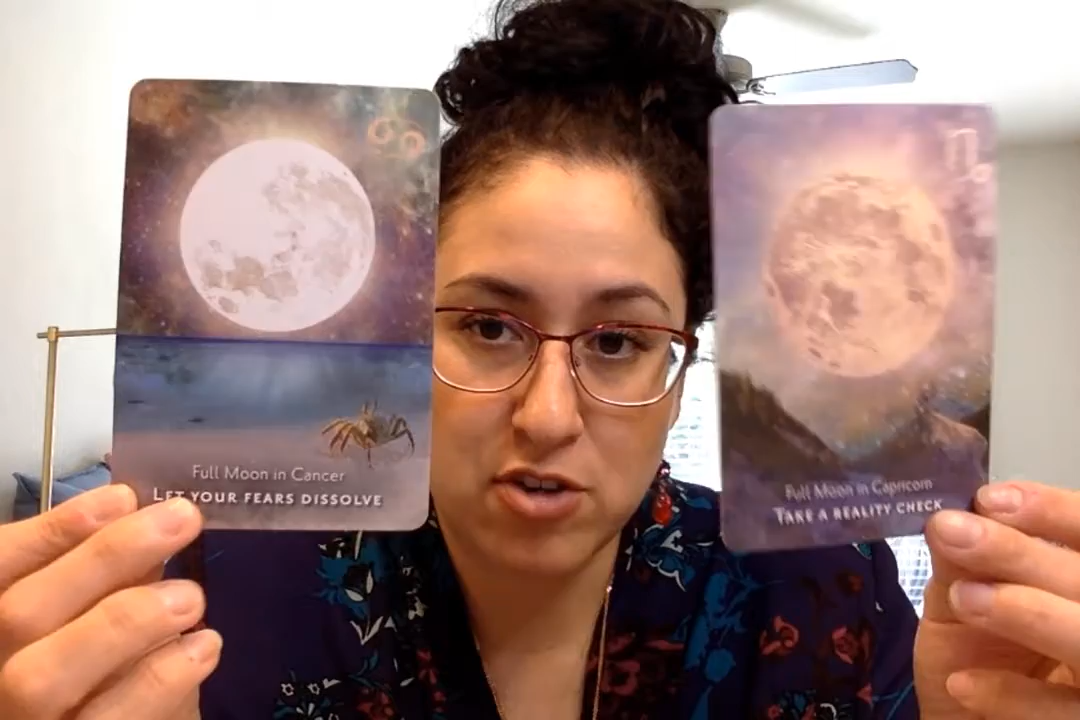 Full Moon in Cancer
LET YOUR FEARS DISSOLVE
Full Moon in Capricorn
TAKE A REALITY CHECK